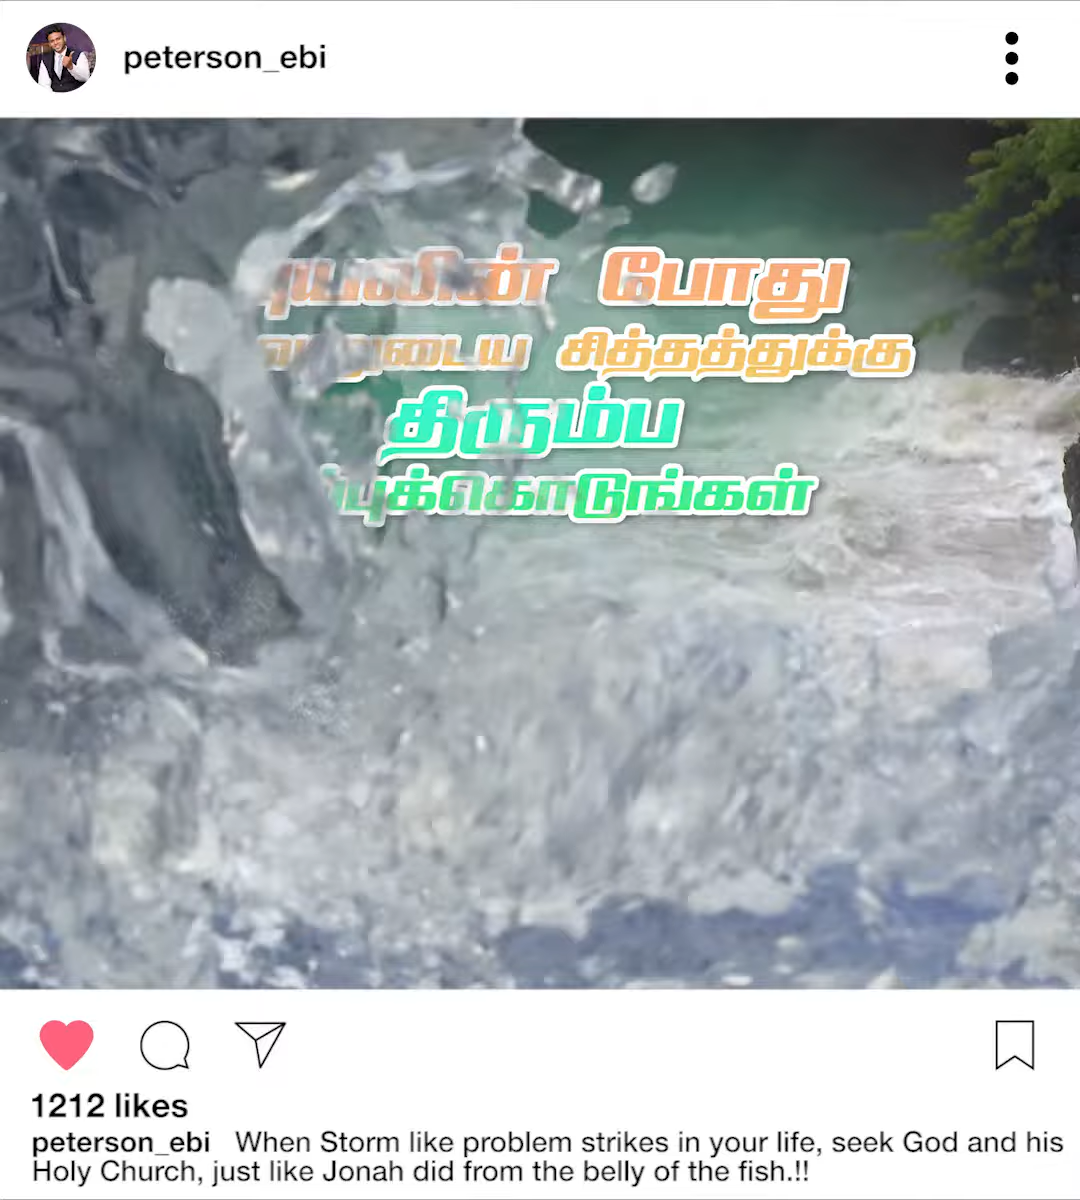 peterson_ebi
போது
சித்தத்துக்கு
திரும்ப
1212 likes
peterson_ebi When Storm like problem strikes in your life, seek God and his
Holy Church, just like Jonah did from the belly of the fish.!!